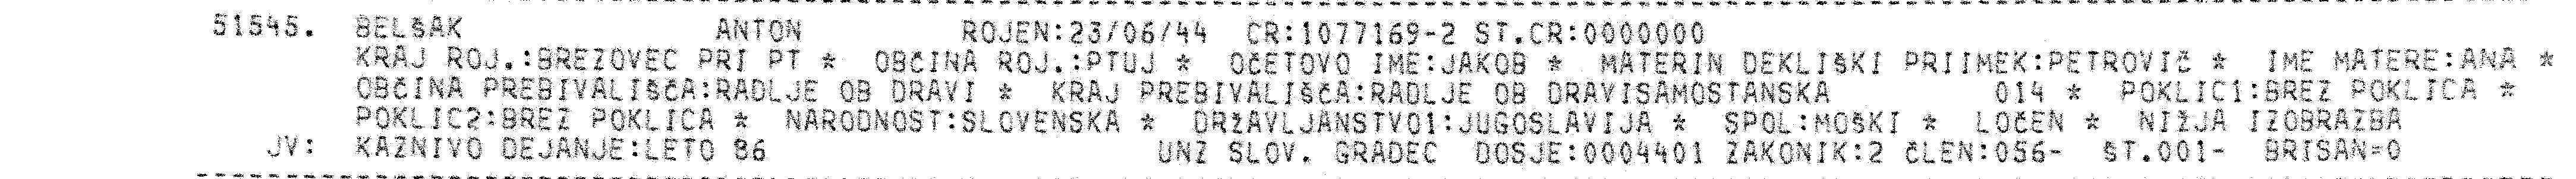 51545. BELŠAK ANTON ROJEN:23/06/44 CR:1077169-2 ST.CR:0000000
KRAJ ROJ.:BREZOVEC PRI PT * OBČINA ROJ.:PTUJ * OČETOVO IME:JAKOB * MATERIN DEKLIŠKI PRIIMEK:PETROVIČ * IME MATERE:ANA *
OBČINA PREBIVALIŠČA:RADLJE OB DRAVI * KRAJ PREBIVALIŠČA:RADLJE OB DRAVISAMOSTANSKA 014 * POKLIC1:BREZ POKLICA *
POKLIC2:BREZ POKLICA * NARODNOST:SLOVENSKA * DRŽAVLJANSTVO1:JUGOSLAVIJA * SPOL:MOŠKI * LOČEN * NIŽJA IZOBRAZBA
JV: KAZNIVO DEJANJE:LETO 86 UNZ SLOV. GRADEC DOSJE:0004401 ZAKONIK:2 ČLEN:056- ŠT.001- BRISAN=0